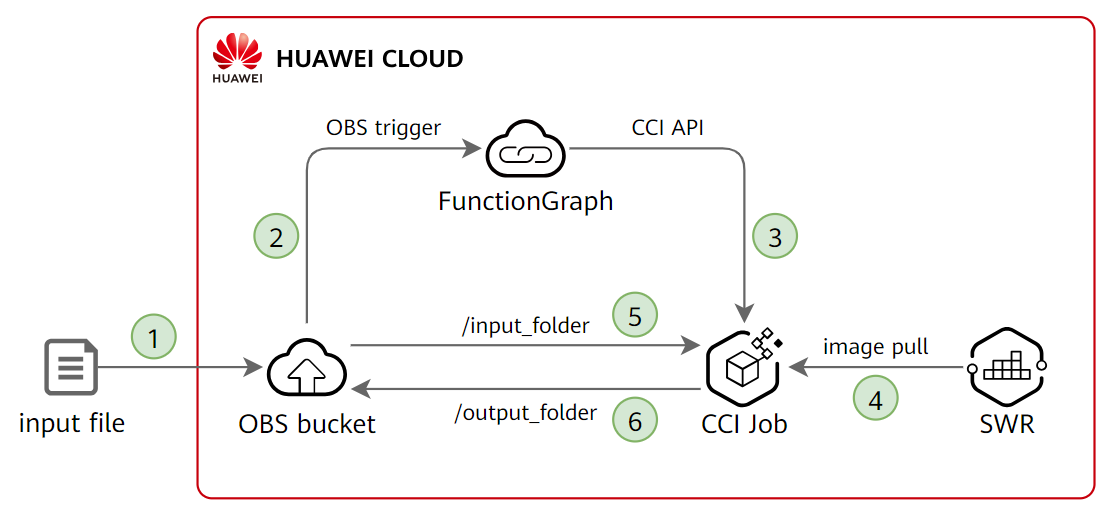 HUAWEI
HUAWEI CLOUD
OBS trigger
CCI API
FunctionGraph
2
3
1
/input_folder
5
image pull
4
/output_folder
6
input file
OBS bucket
CCI Job
SWR